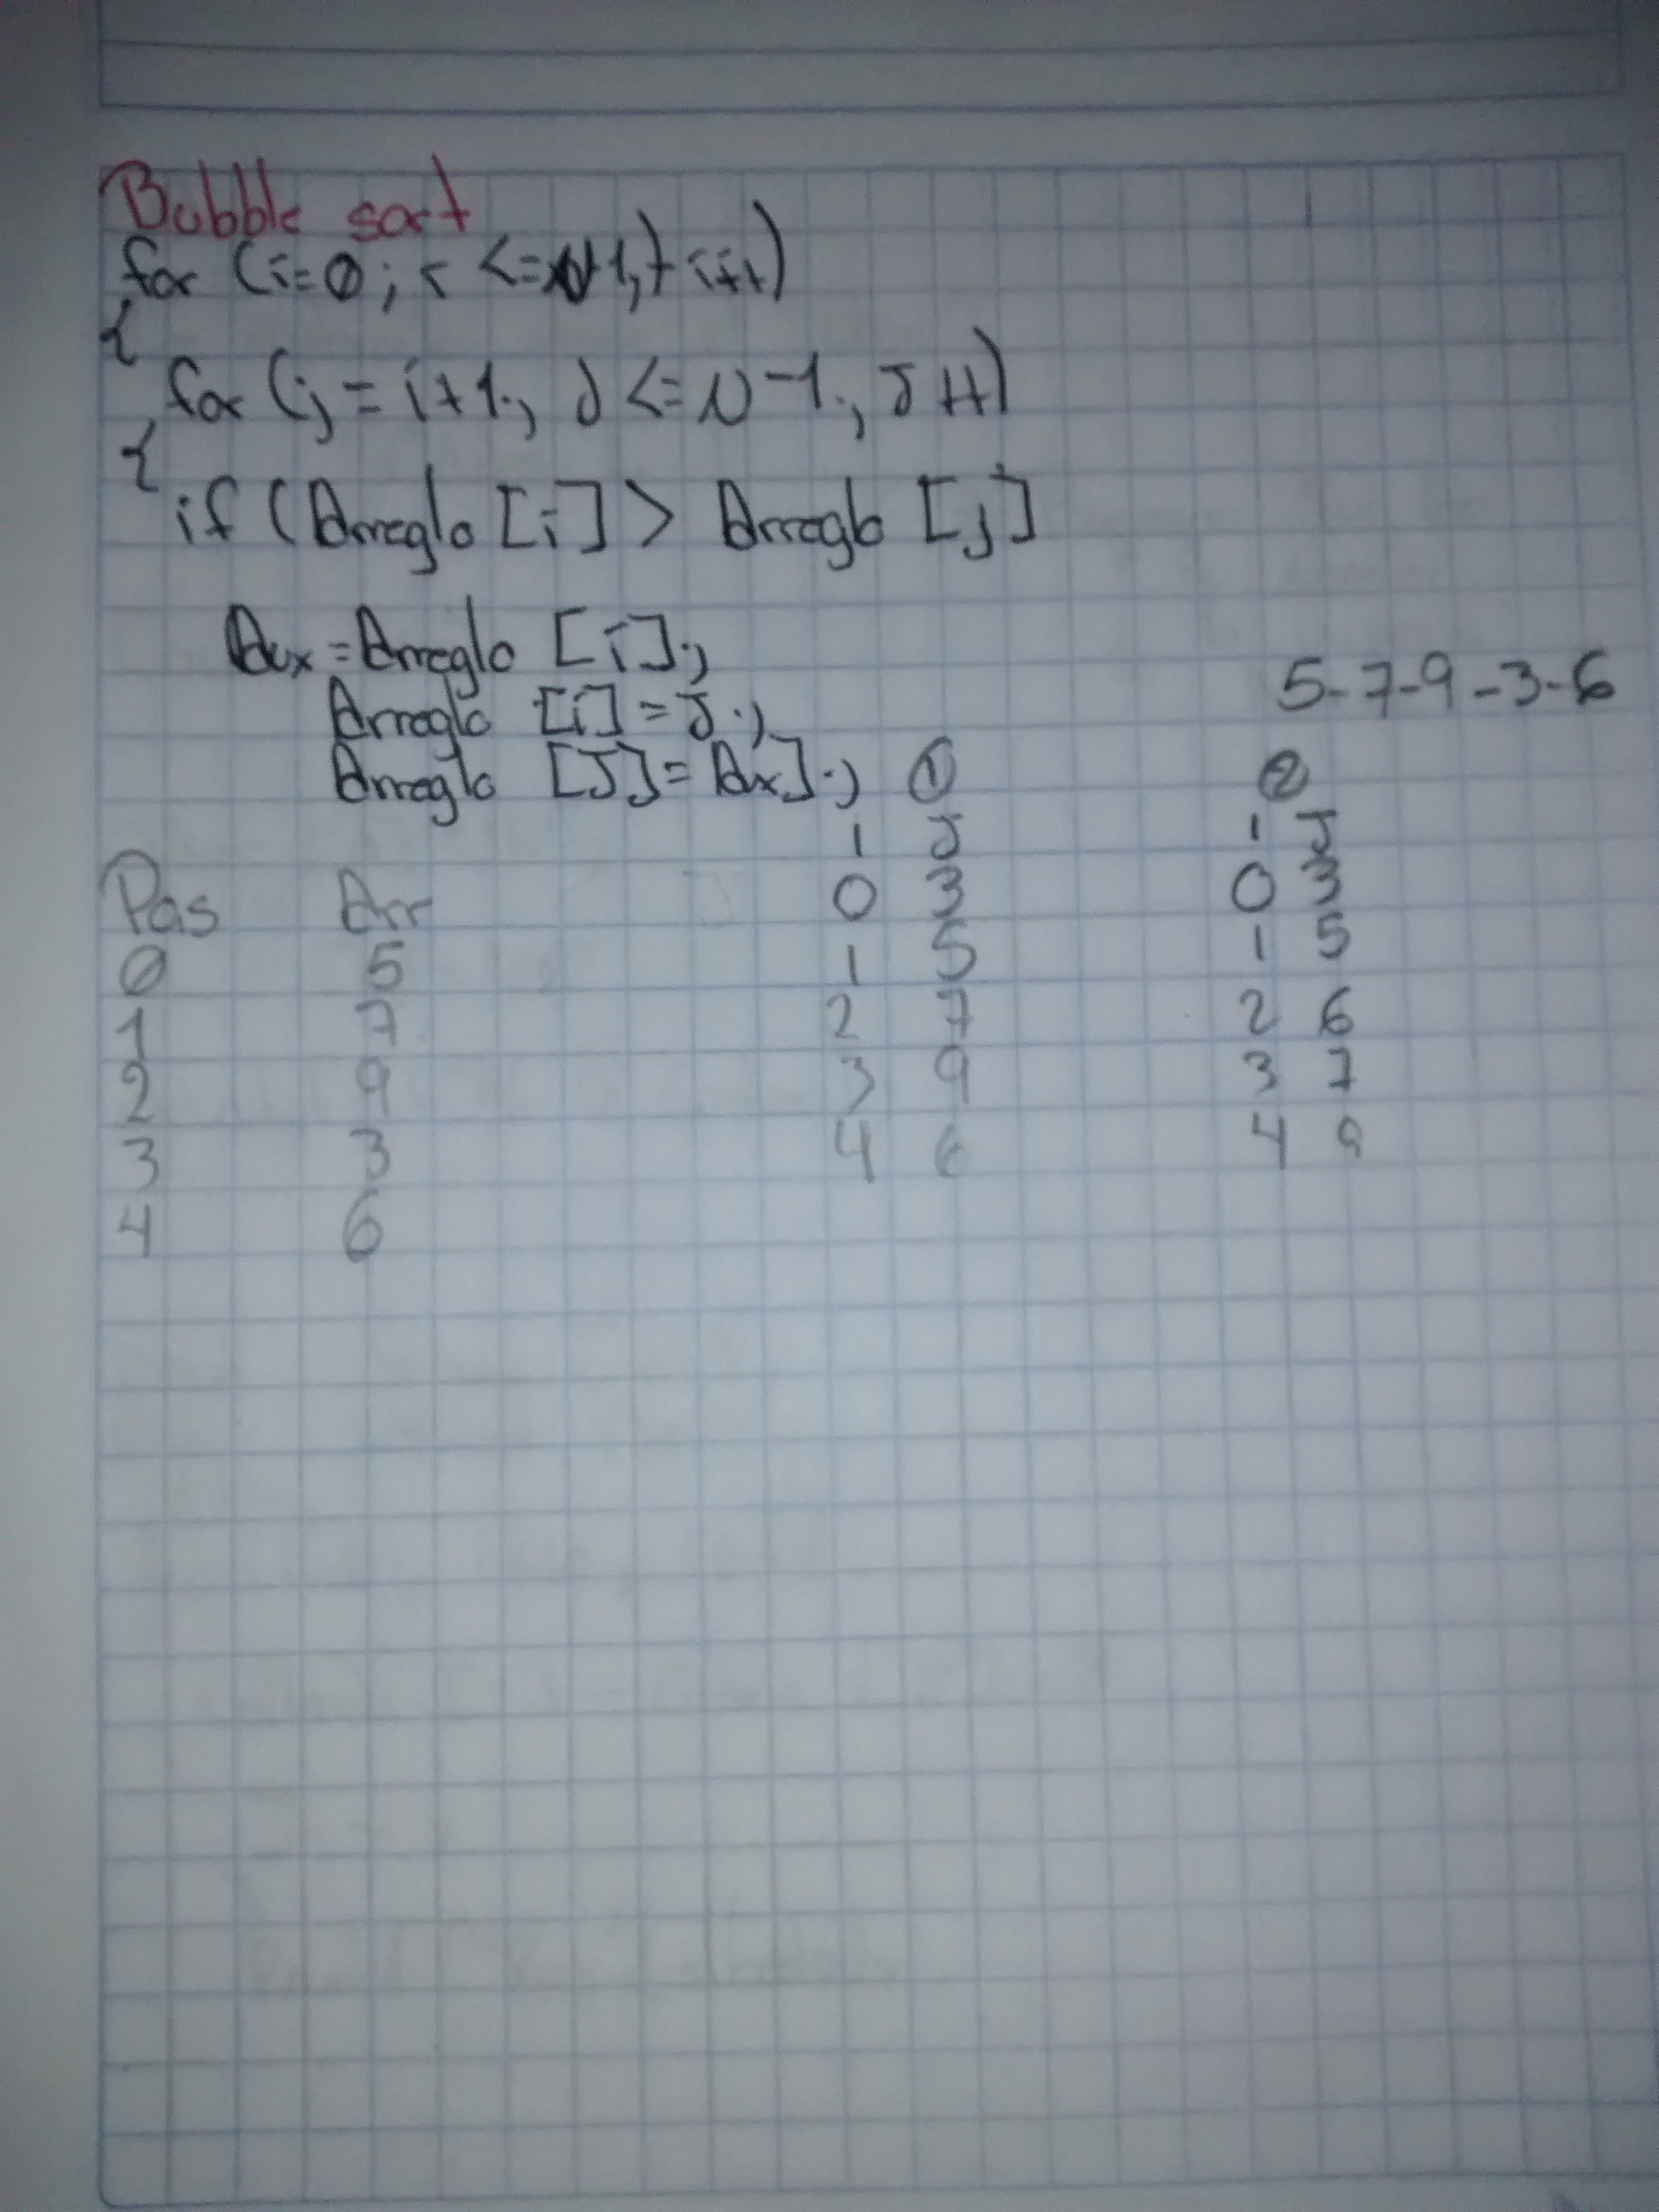 Bubble sort
for (i=0; i <=N-1; i++)
{
for (j = i+1; J <= N-1; J++)
{
if (Arreglo [i] > Arreglo [j]
Aux = Arreglo [i];
5-7-9-3-6
Arreglo [i] = J;
Arreglo [J] = Aux]; ① ②
i J i J
Pos Arr 0 3 0 3
0 5 1 5 1 5
1 7 2 7 2 6
2 9 3 9 3 7
3 3 4 6 4 9
4 6